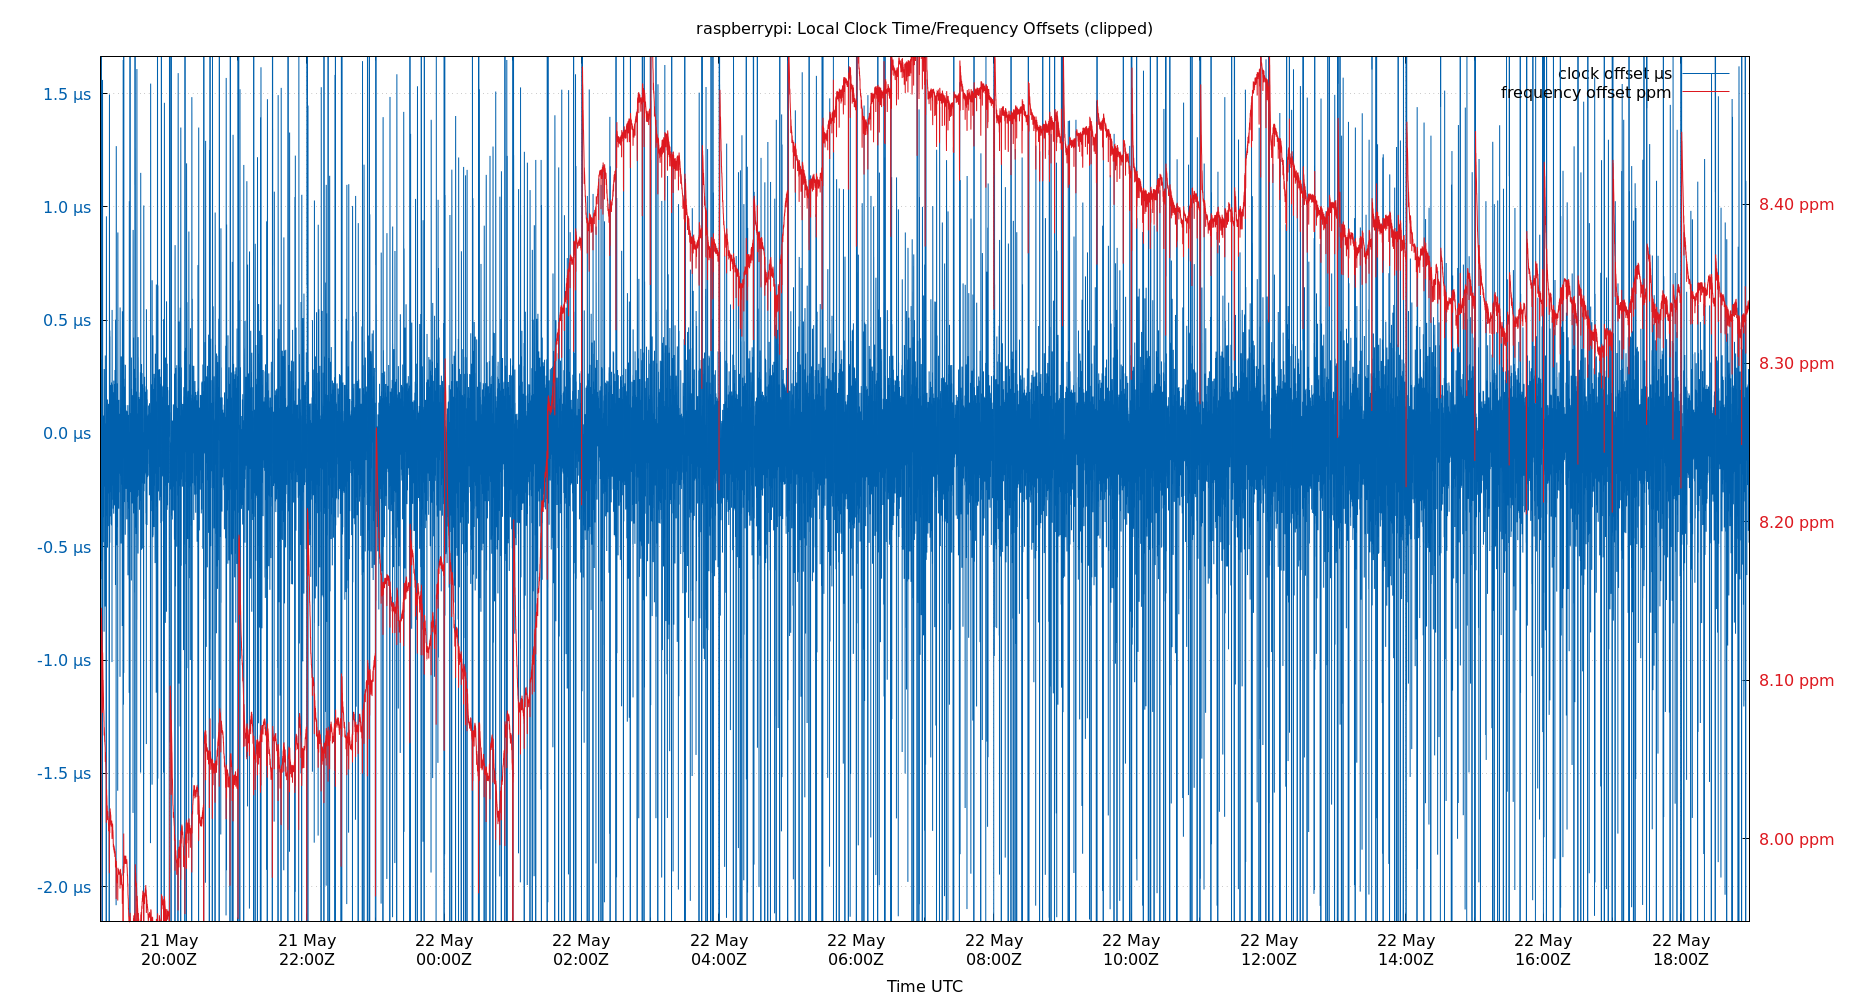 raspberrypi: Local Clock Time/Frequency Offsets (clipped)
clock offset µs
frequency offset ppm
1.5 µs
1.0 µs
0.5 µs
0.0 µs
-0.5 µs
-1.0 µs
-1.5 µs
-2.0 µs
8.40 ppm
8.30 ppm
8.20 ppm
8.10 ppm
8.00 ppm
21 May 21 May 22 May 22 May 22 May 22 May 22 May 22 May 22 May 22 May 22 May 22 May
20:00Z 22:00Z 00:00Z 02:00Z 04:00Z 06:00Z 08:00Z 10:00Z 12:00Z 14:00Z 16:00Z 18:00Z
Time UTC